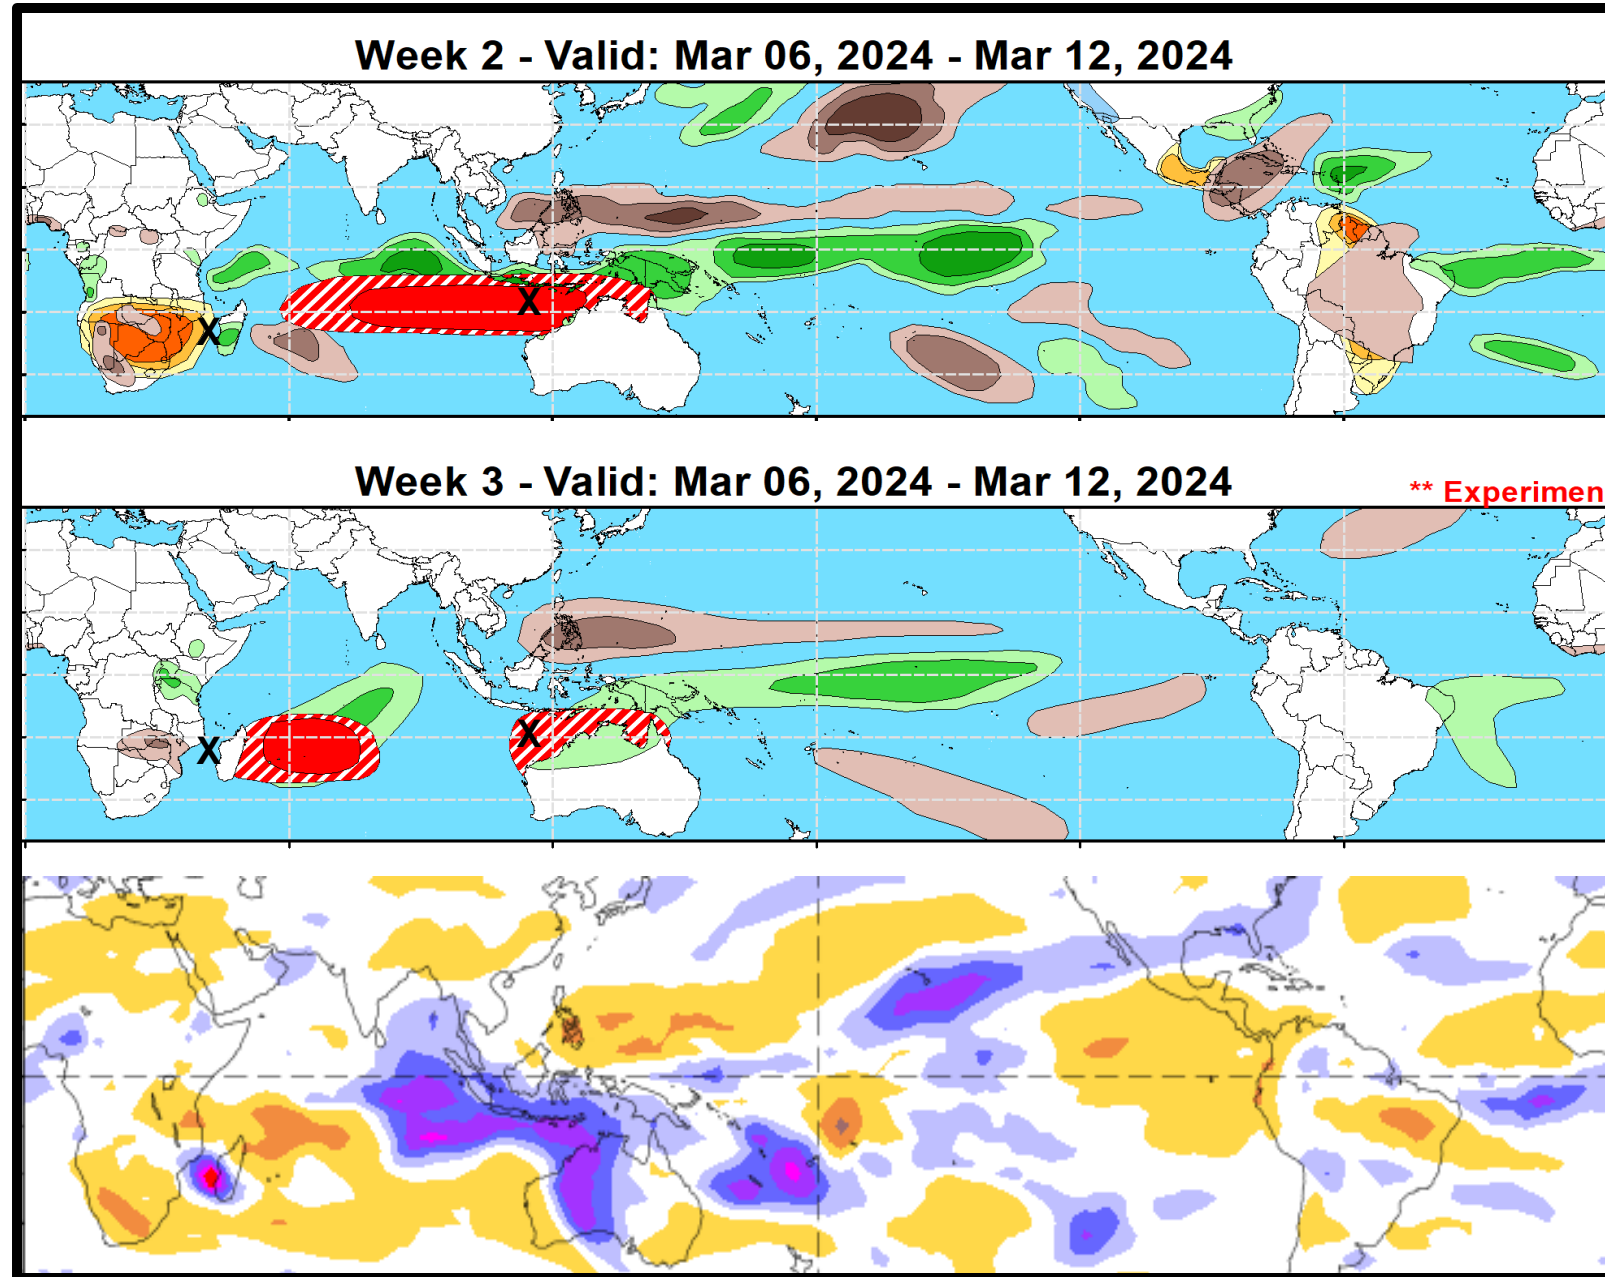 Week 2 - Valid: Mar 06, 2024 - Mar 12, 2024
X
X
Week 3 - Valid: Mar 06, 2024 - Mar 12, 2024
** Experimen
X
X